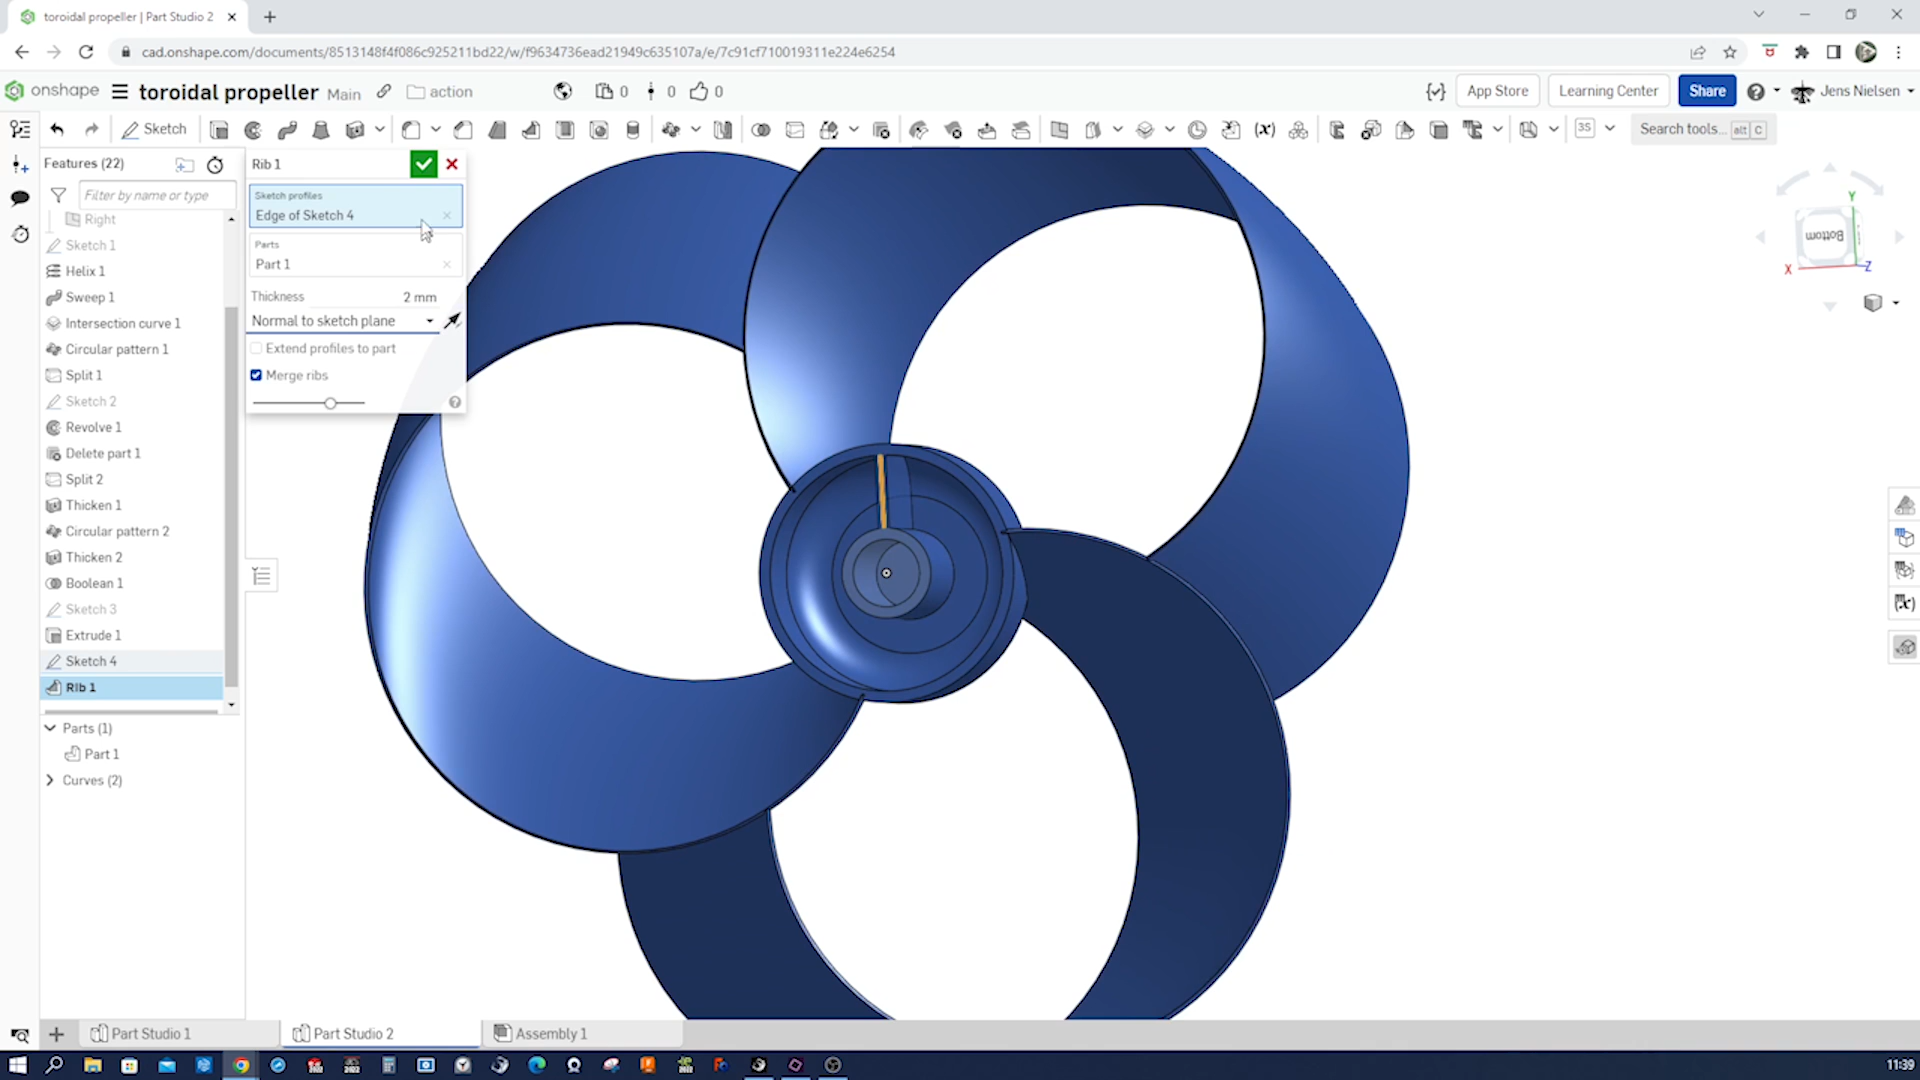 toroidal propeller | Part Studio 2
cad.onshape.com/documents/8513148f4f086c925211bd22/w/f9634736ead21949c635107a/e/7c91cf710019311e224e6254
onshape toroidal propeller Main action 0 0 0 App Store Learning Center Share Jens Nielsen
Sketch Search tools... alt C
Features (22)
Filter by name or type
Right
Sketch 1
Helix 1
Sweep 1
Intersection curve 1
Circular pattern 1
Split 1
Sketch 2
Revolve 1
Delete part 1
Split 2
Thicken 1
Circular pattern 2
Thicken 2
Boolean 1
Sketch 3
Extrude 1
Sketch 4
Rib 1
Parts (1)
Part 1
Curves (2)
Rib 1
Sketch profiles
Edge of Sketch 4
Parts
Part 1
Thickness 2 mm
Normal to sketch plane
Extend profiles to part
Merge ribs
Y
Bottom
X
Z
Part Studio 1
Part Studio 2
Assembly 1
11:39